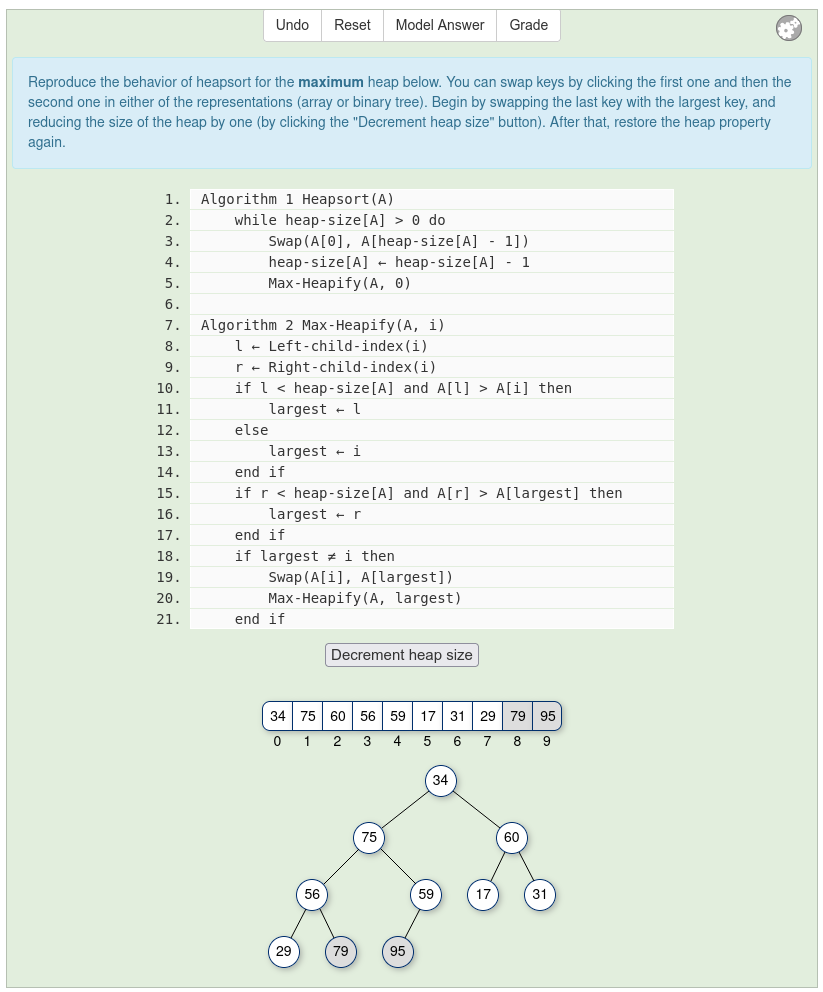 Undo Reset Model Answer Grade
Reproduce the behavior of heapsort for the maximum heap below. You can swap keys by clicking the first one and then the
second one in either of the representations (array or binary tree). Begin by swapping the last key with the largest key, and
reducing the size of the heap by one (by clicking the "Decrement heap size" button). After that, restore the heap property
again.
1. Algorithm 1 Heapsort(A)
2. while heap-size[A] > 0 do
3. Swap(A[0], A[heap-size[A] - 1])
4. heap-size[A] ← heap-size[A] - 1
5. Max-Heapify(A, 0)
6.
7. Algorithm 2 Max-Heapify(A, i)
8. l ← Left-child-index(i)
9. r ← Right-child-index(i)
10. if l < heap-size[A] and A[l] > A[i] then
11. largest ← l
12. else
13. largest ← i
14. end if
15. if r < heap-size[A] and A[r] > A[largest] then
16. largest ← r
17. end if
18. if largest ≠ i then
19. Swap(A[i], A[largest])
20. Max-Heapify(A, largest)
21. end if
Decrement heap size
34 75 60 56 59 17 31 29 79 95
0 1 2 3 4 5 6 7 8 9
34
75 60
56 59 17 31
29 79 95